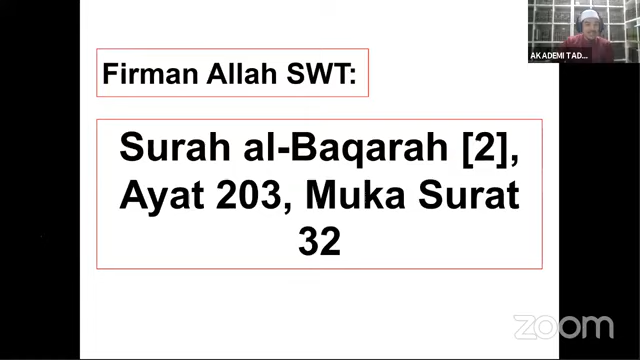 Firman Allah SWT:
Surah al-Baqarah [2],
Ayat 203, Muka Surat
32
AKADEMI TAD...
zoom